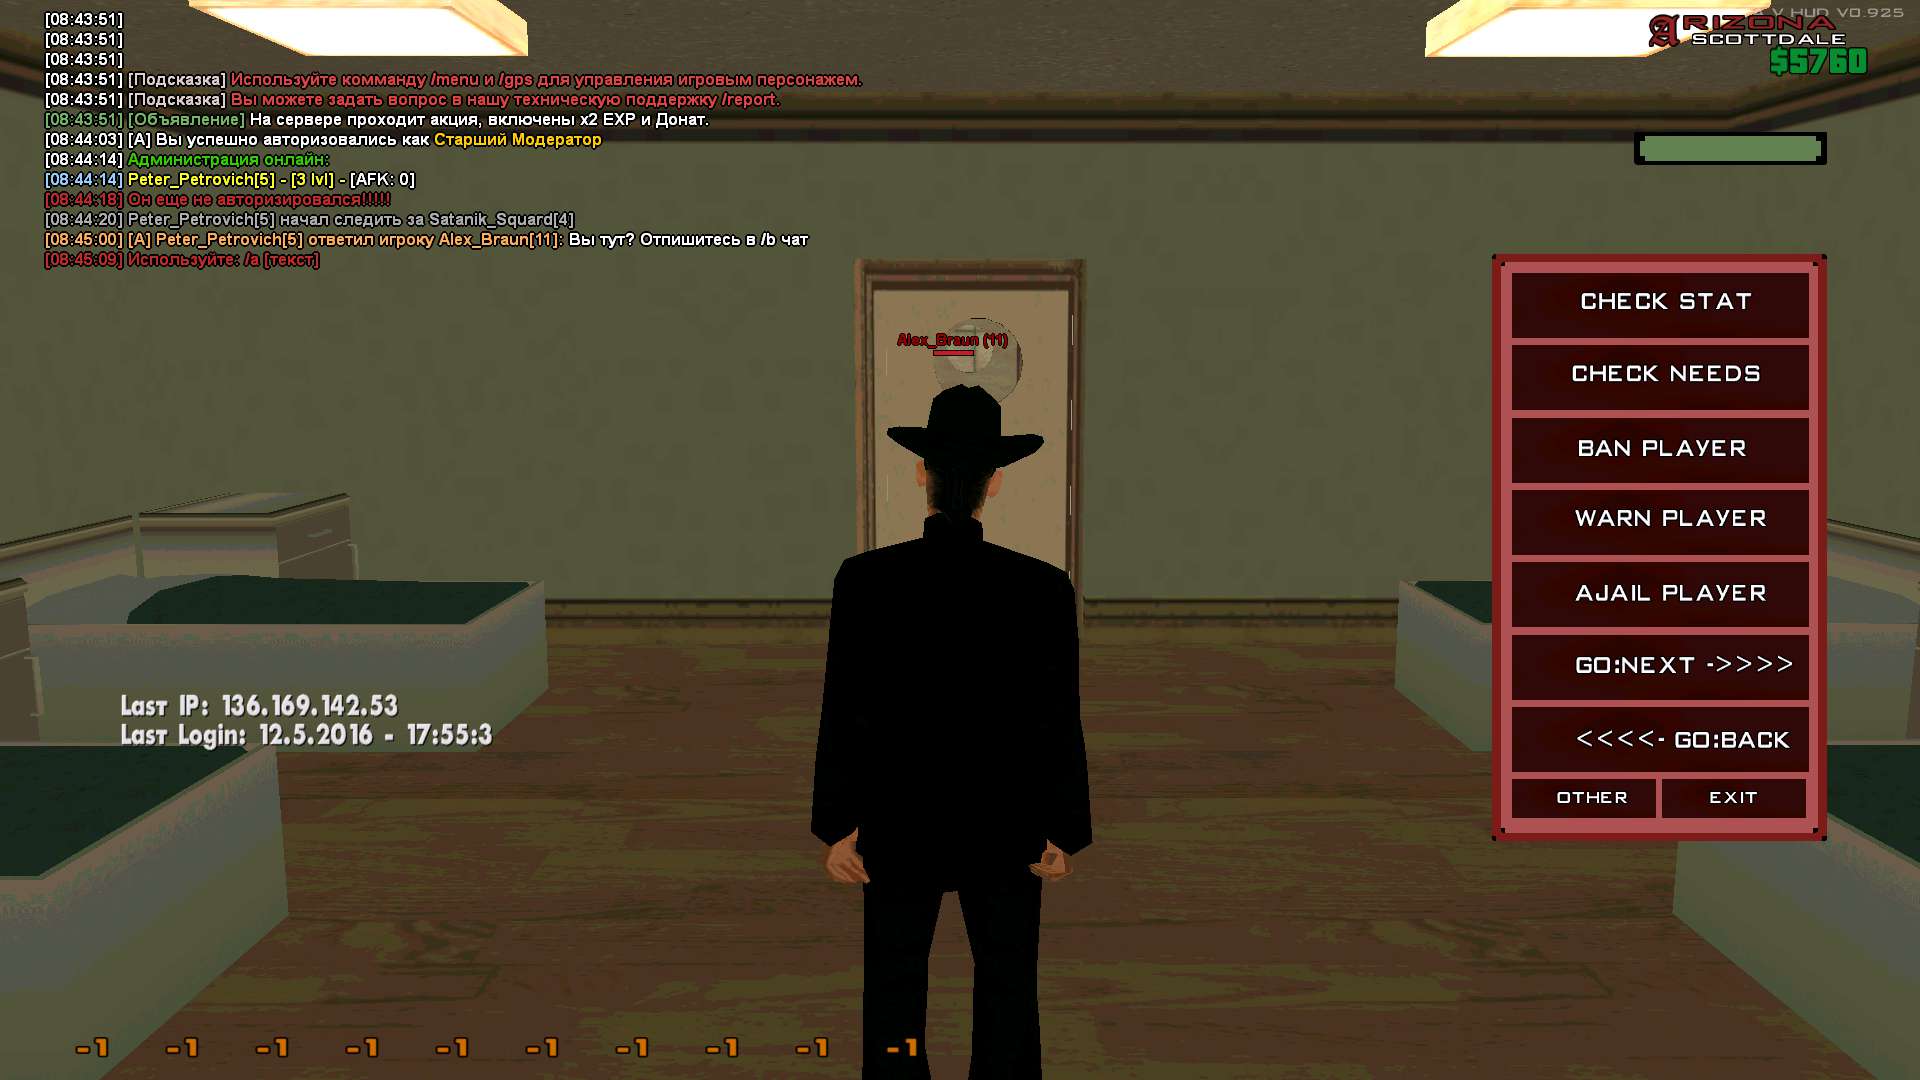 [08:43:51]
[08:43:51]
[08:43:51]
[08:43:51] [Подсказка] Используйте комманду /menu и /gps для управления игровым персонажем.
[08:43:51] [Подсказка] Вы можете задать вопрос в нашу техническую поддержку /report.
[08:43:51] [Объявление] На сервере проходит акция, включены x2 EXP и Донат.
[08:44:03] [A] Вы успешно авторизовались как Старший Модератор
[08:44:14] Администрация онлайн:
[08:44:14] Peter_Petrovich[5] - [3 lvl] - [AFK: 0]
[08:44:18] Он еще не авторизировался!!!!!
[08:44:20] Peter_Petrovich[5] начал следить за Satanik_Squard[4]
[08:45:00] [A] Peter_Petrovich[5] ответил игроку Alex_Braun[11]: Вы тут? Отпишитесь в /b чат
[08:45:09] Используйте: /a [текст]
V HUD V0.925
ARIZONA
SCOTTDALE
$5760
Alex_Braun (11)
CHECK STAT
CHECK NEEDS
BAN PLAYER
WARN PLAYER
AJAIL PLAYER
GO:NEXT ->>>>
<<<<- GO:BACK
OTHER EXIT
Last IP: 136.169.142.53
Last Login: 12.5.2016 - 17:55:3
-1 -1 -1 -1 -1 -1 -1 -1 -1 -1